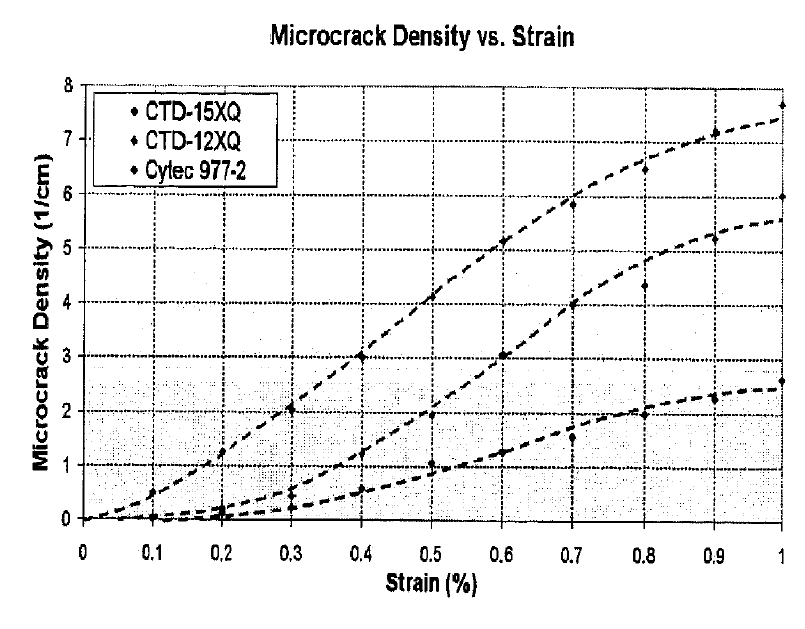 Microcrack Density vs. Strain
8
7
6
5
4
3
2
1
0
Microcrack Density (1/cm)
CTD-15XQ
CTD-12XQ
Cytec 977-2
0 0.1 0.2 0.3 0.4 0.5 0.6 0.7 0.8 0.9 1
Strain (%)